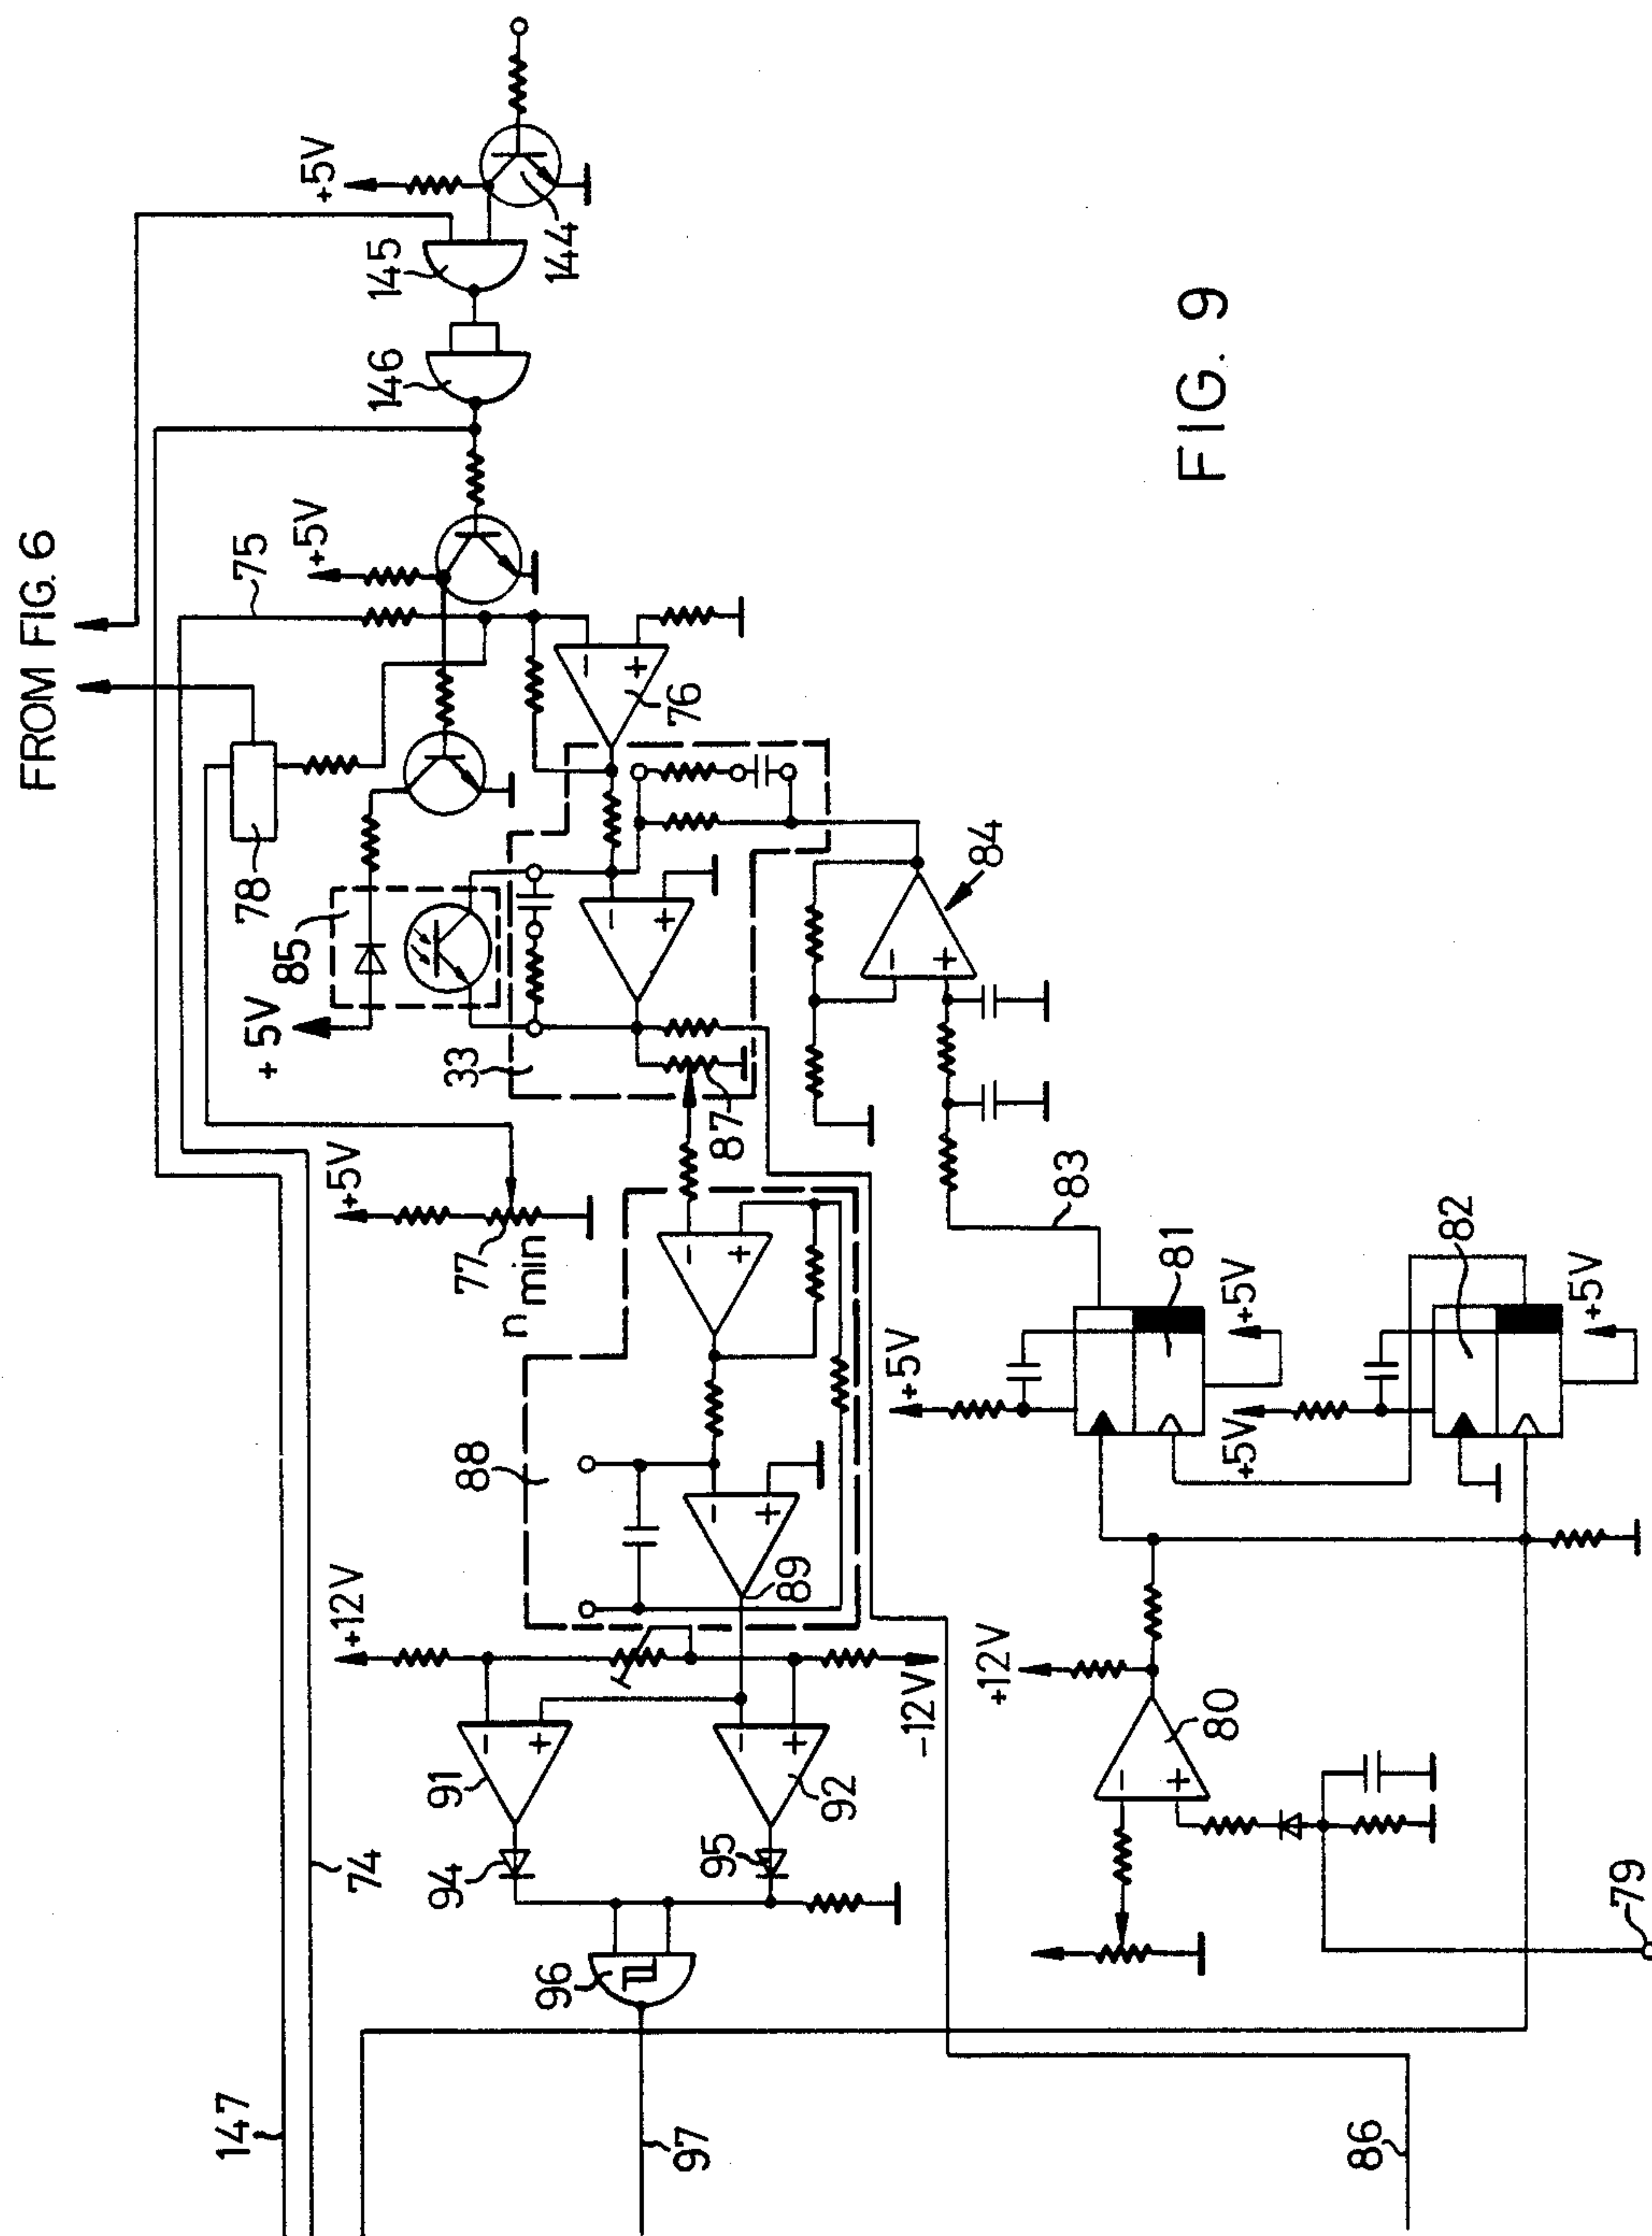 FROM FIG. 6
+5V
145
144
146
+5V
75
76
78
85
+5V
33
87
84
+5V
77
n min
83
81
+5V
82
+5V
+5V
+5V
88
89
+12V
-12V
91
92
94
95
96
+12V
80
79
74
147
97
86
FIG. 9